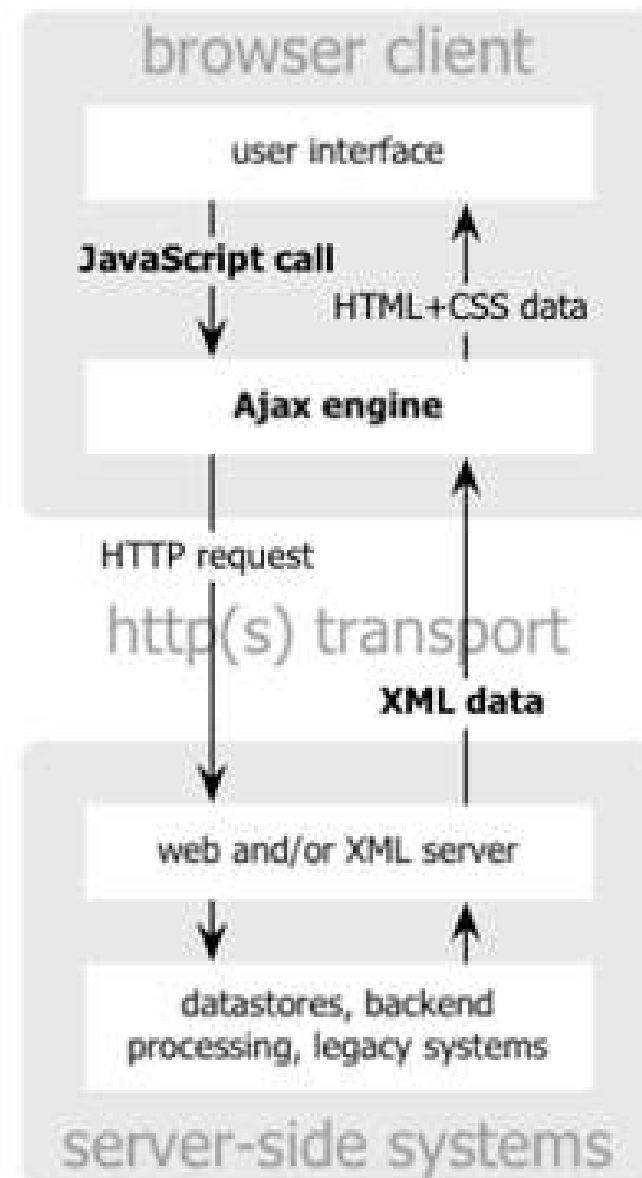 browser client
user interface
JavaScript call
HTML+CSS data
Ajax engine
HTTP request
http(s) transport
XML data
web and/or XML server
datastores, backend
processing, legacy systems
server-side systems